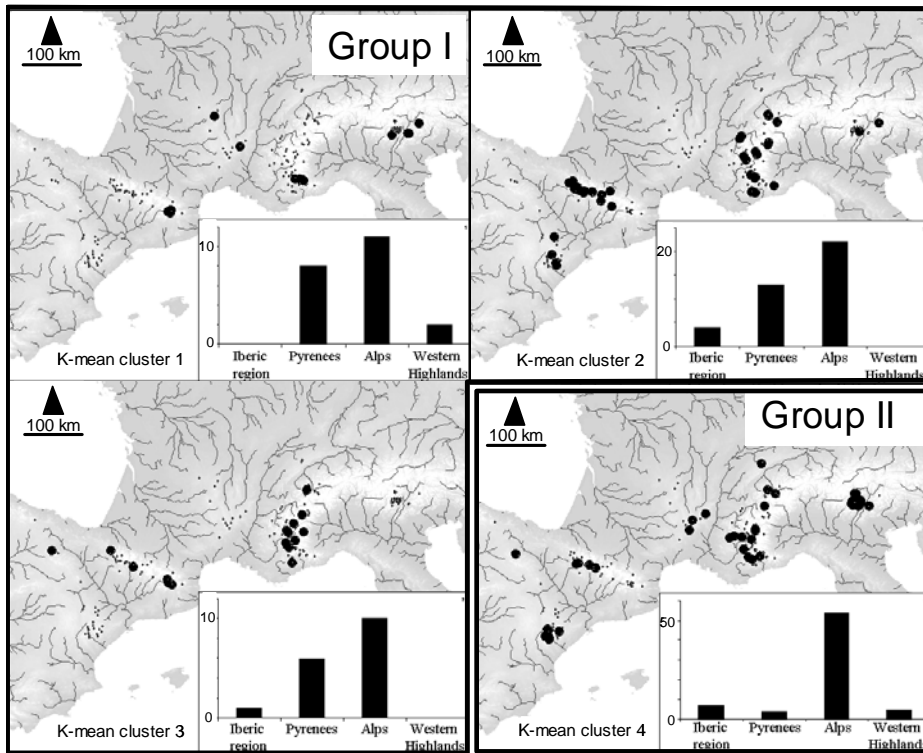 Group I
100 km
10
0
Iberic region
Pyrenees
Alps
Western Highlands
K-mean cluster 1
100 km
20
0
Iberic region
Pyrenees
Alps
Western Highlands
K-mean cluster 2
100 km
10
0
Iberic region
Pyrenees
Alps
Western Highlands
K-mean cluster 3
Group II
100 km
50
0
Iberic region
Pyrenees
Alps
Western Highlands
K-mean cluster 4